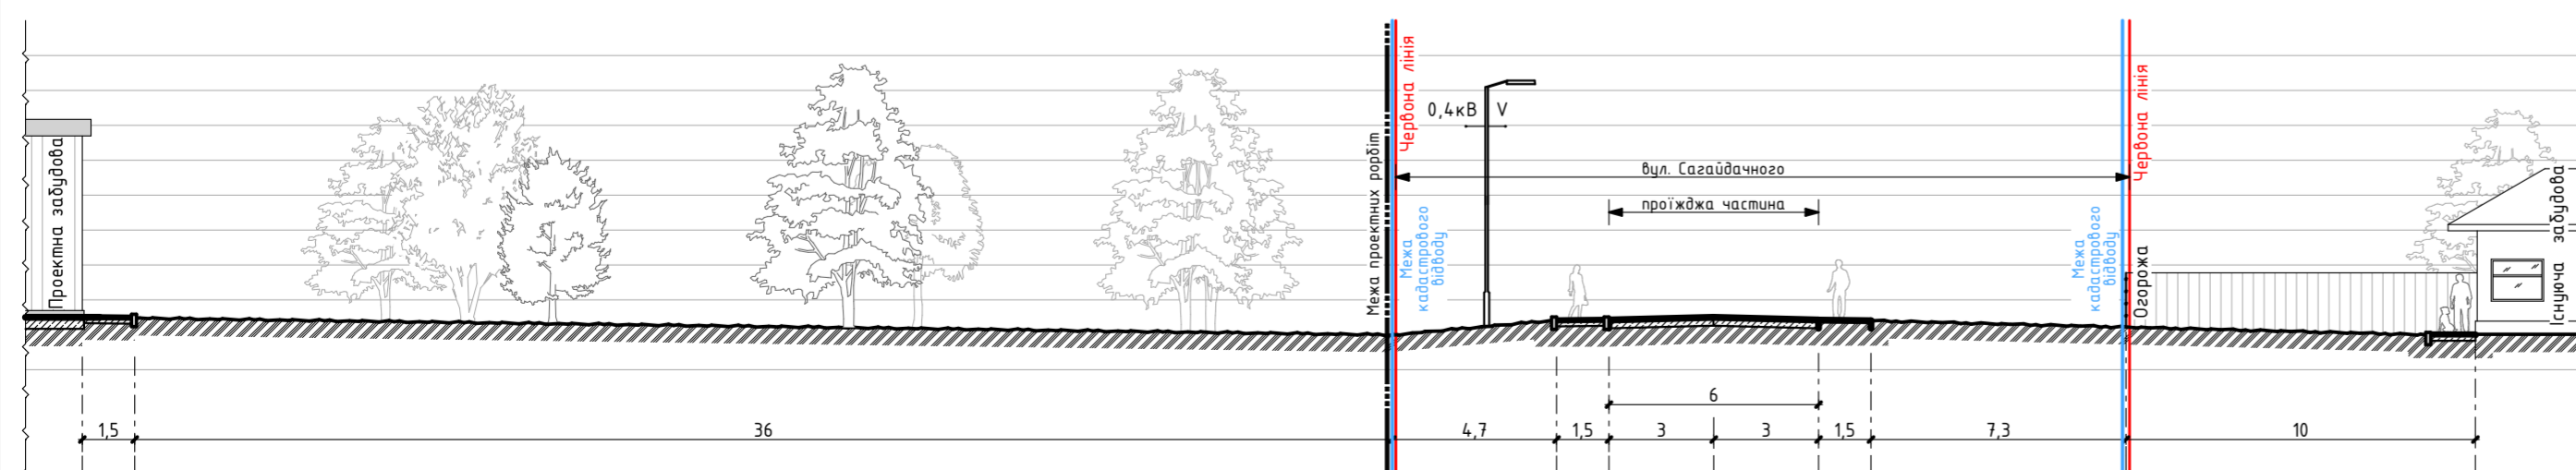 Проектна забудова
Межа проектних рорбіт
Червона лінія
Межа
кадастрового
відводу
0,4кВ V
вул. Сагайдачного
проїжджа частина
Межа
кадастрового
відводу
Червона лінія
Огорожа
Існуюча забудова
6
1,5
36
4,7
1,5
3
3
1,5
7,3
10